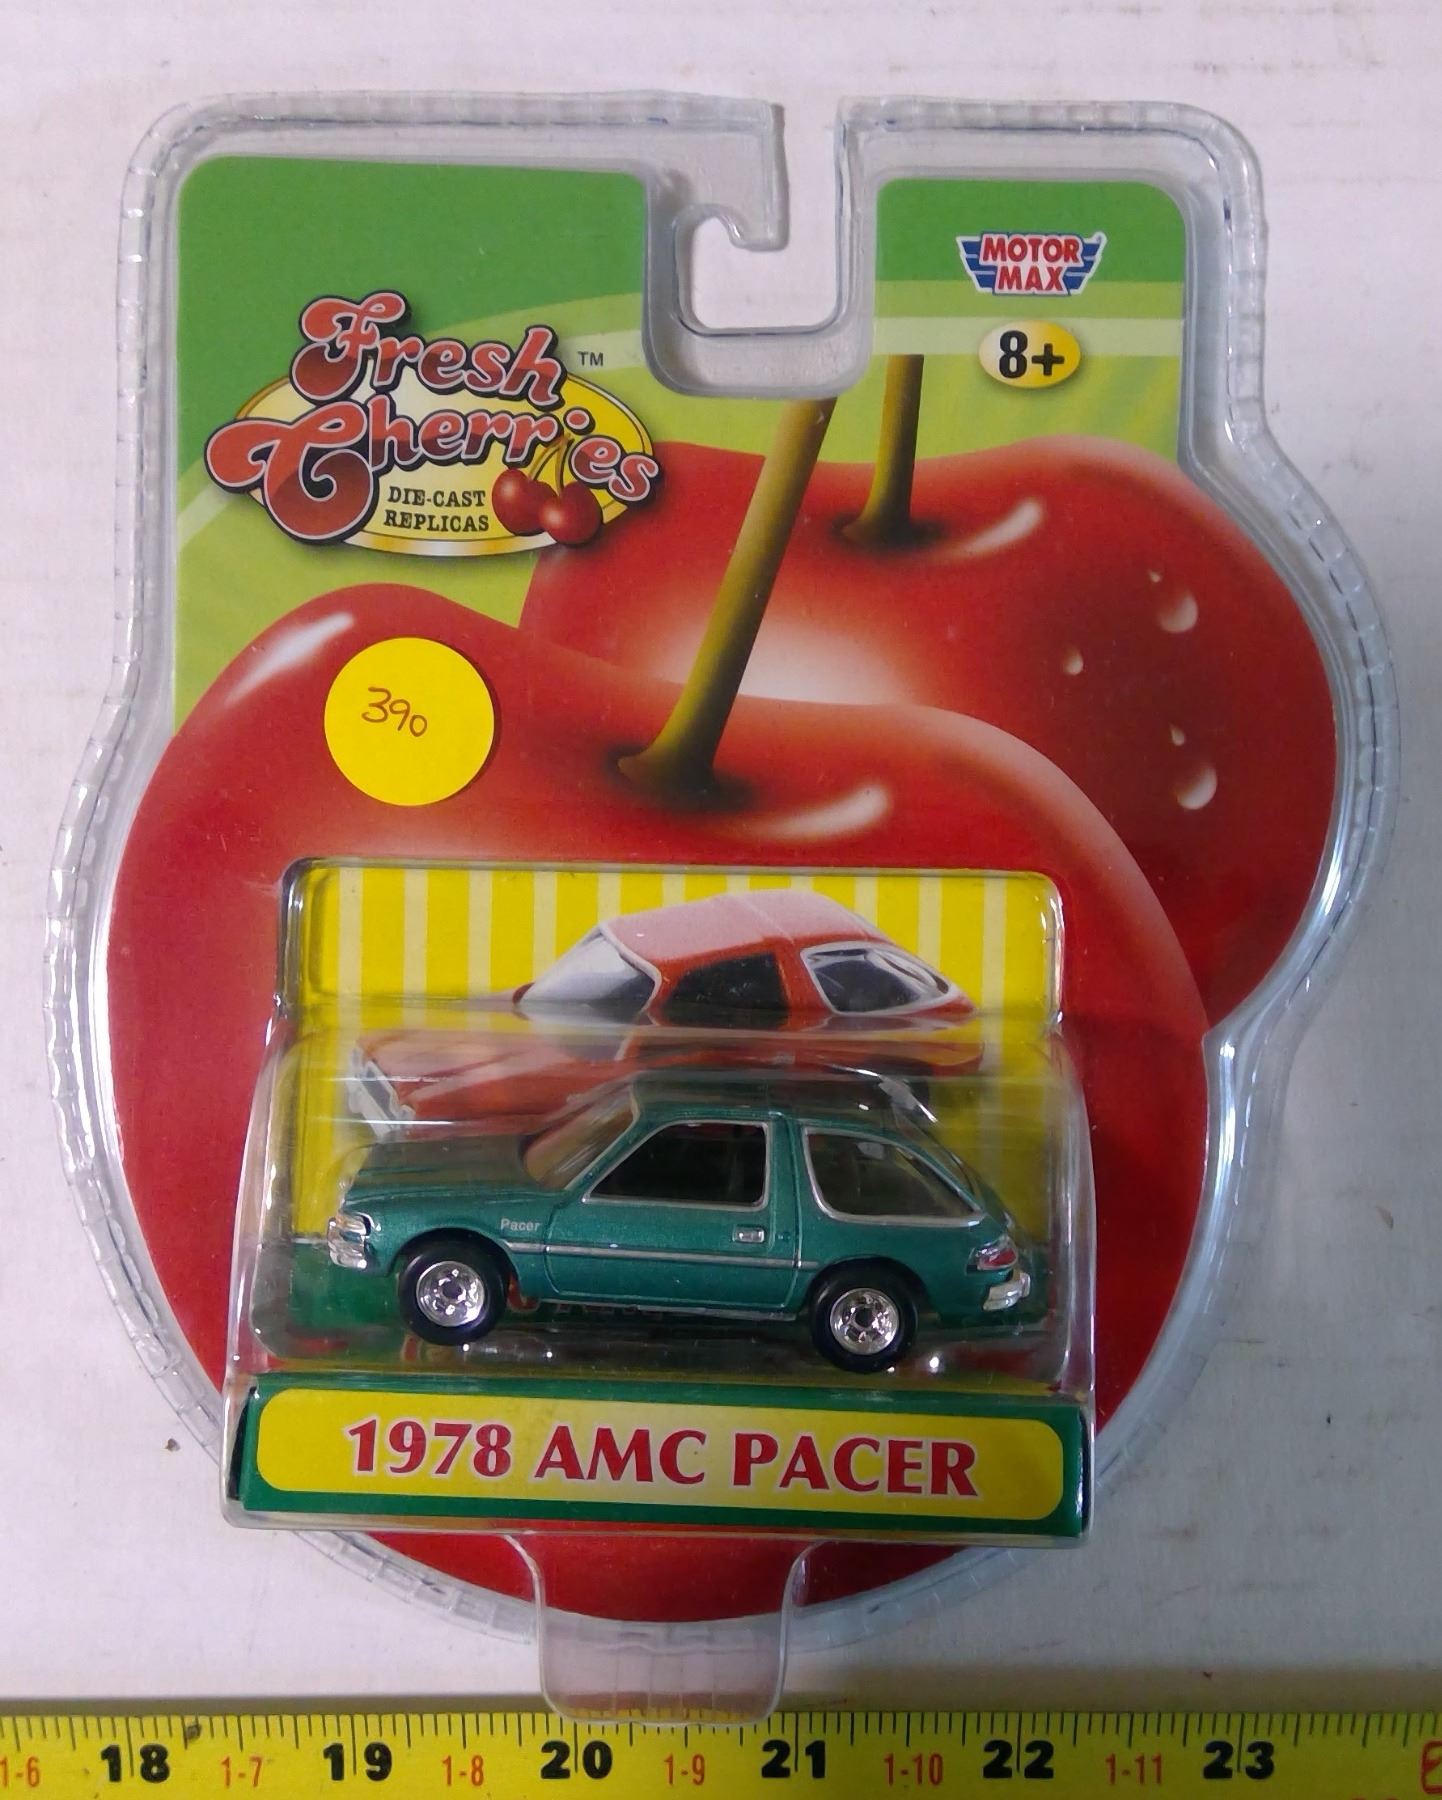 MOTOR
MAX
Fresh ™
Cherries
DIE-CAST
REPLICAS
8+
390
Pacer
1978 AMC PACER
1-6 18 1-7 19 1-8 20 1-9 21 1-10 22 1-11 23